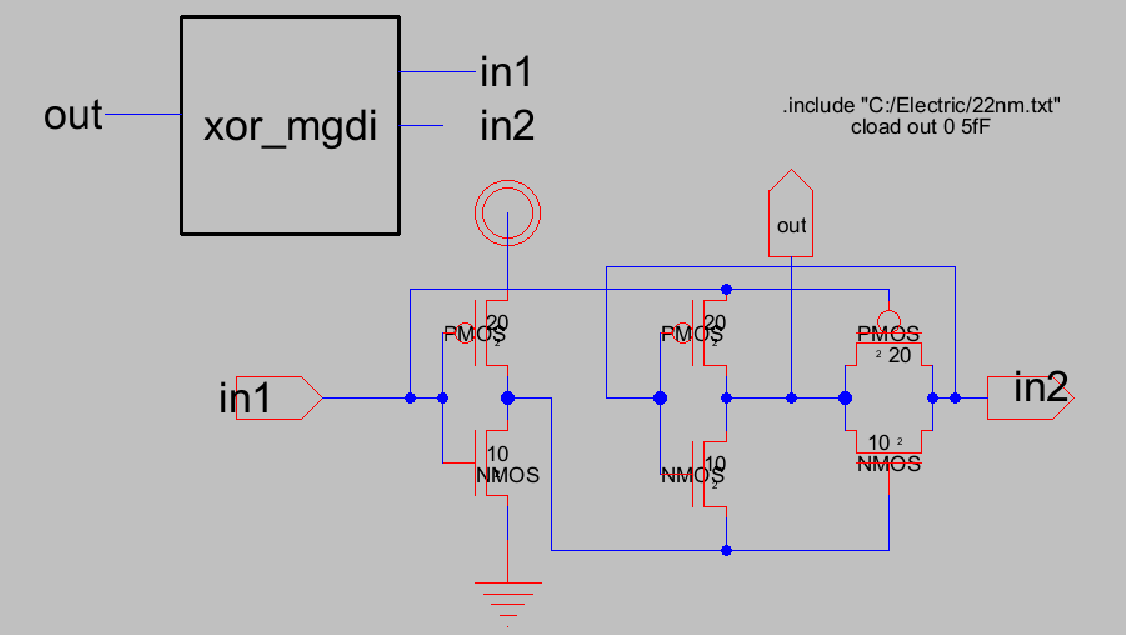 in1
out
xor_mgdi
in2
.include "C:/Electric/22nm.txt"
cload out 0 5fF
out
20
PMOS
2
20
PMOS
2
PMOS
2 20
in1
in2
10
NMOS
10
NMOS
2
10 2
NMOS